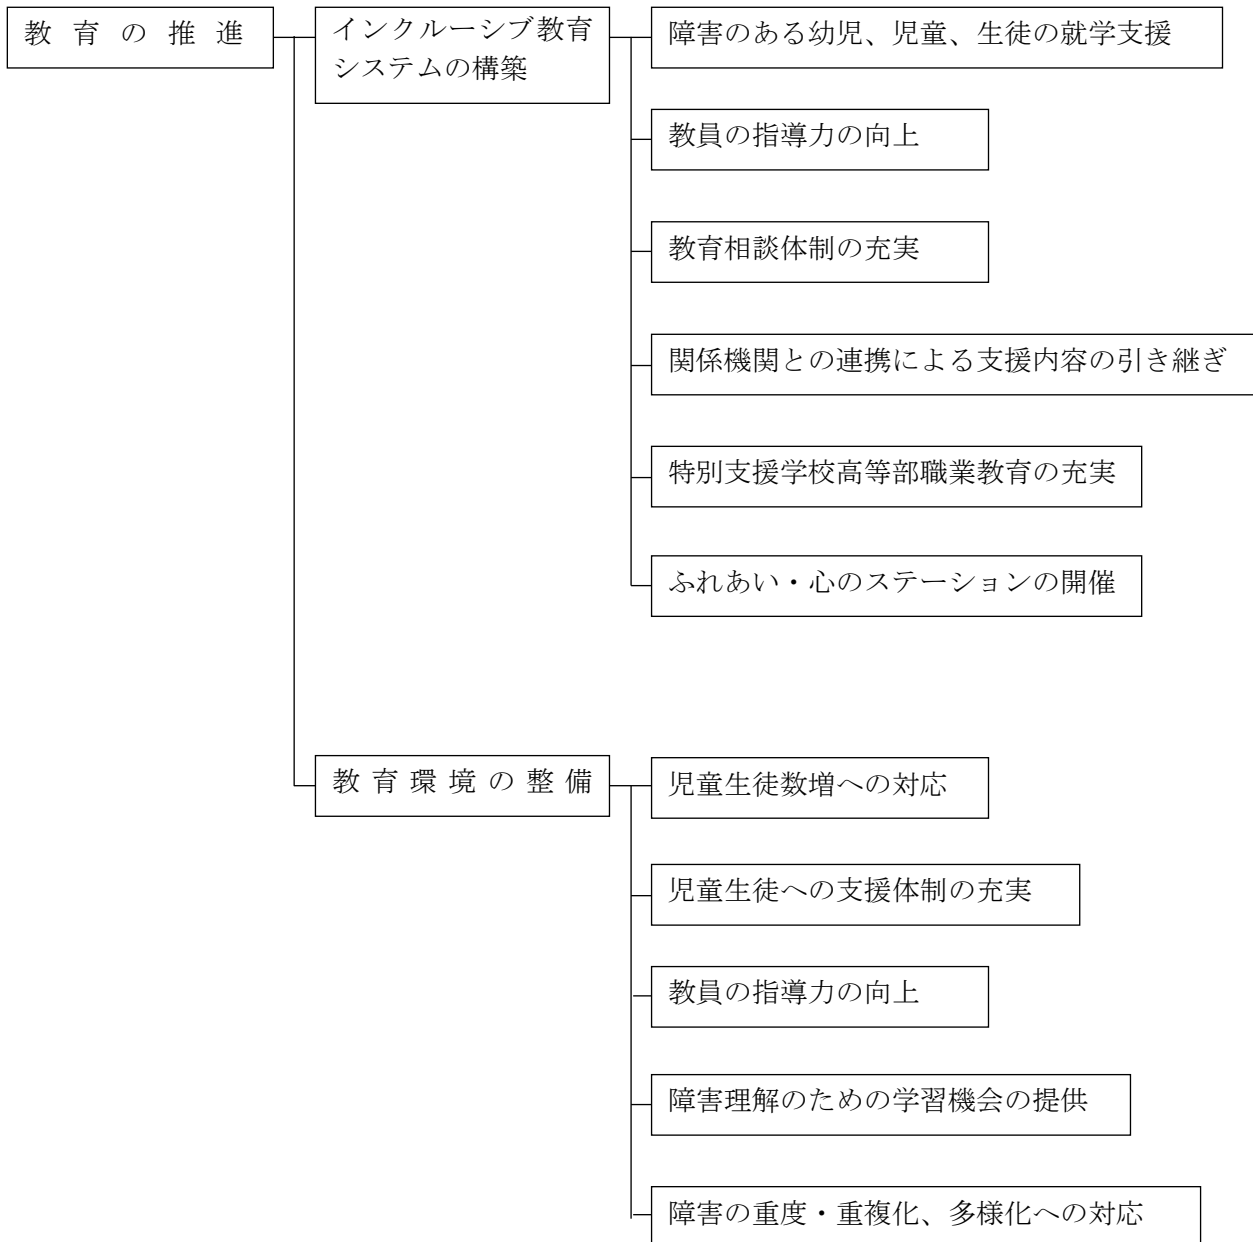 教育の推進
インクルーシブ教育
システムの構築
障害のある幼児、児童、生徒の就学支援
教員の指導力の向上
教育相談体制の充実
関係機関との連携による支援内容の引き継ぎ
特別支援学校高等部職業教育の充実
ふれあい・心のステーションの開催
教育環境の整備
児童生徒数増への対応
児童生徒への支援体制の充実
教員の指導力の向上
障害理解のための学習機会の提供
障害の重度・重複化、多様化への対応